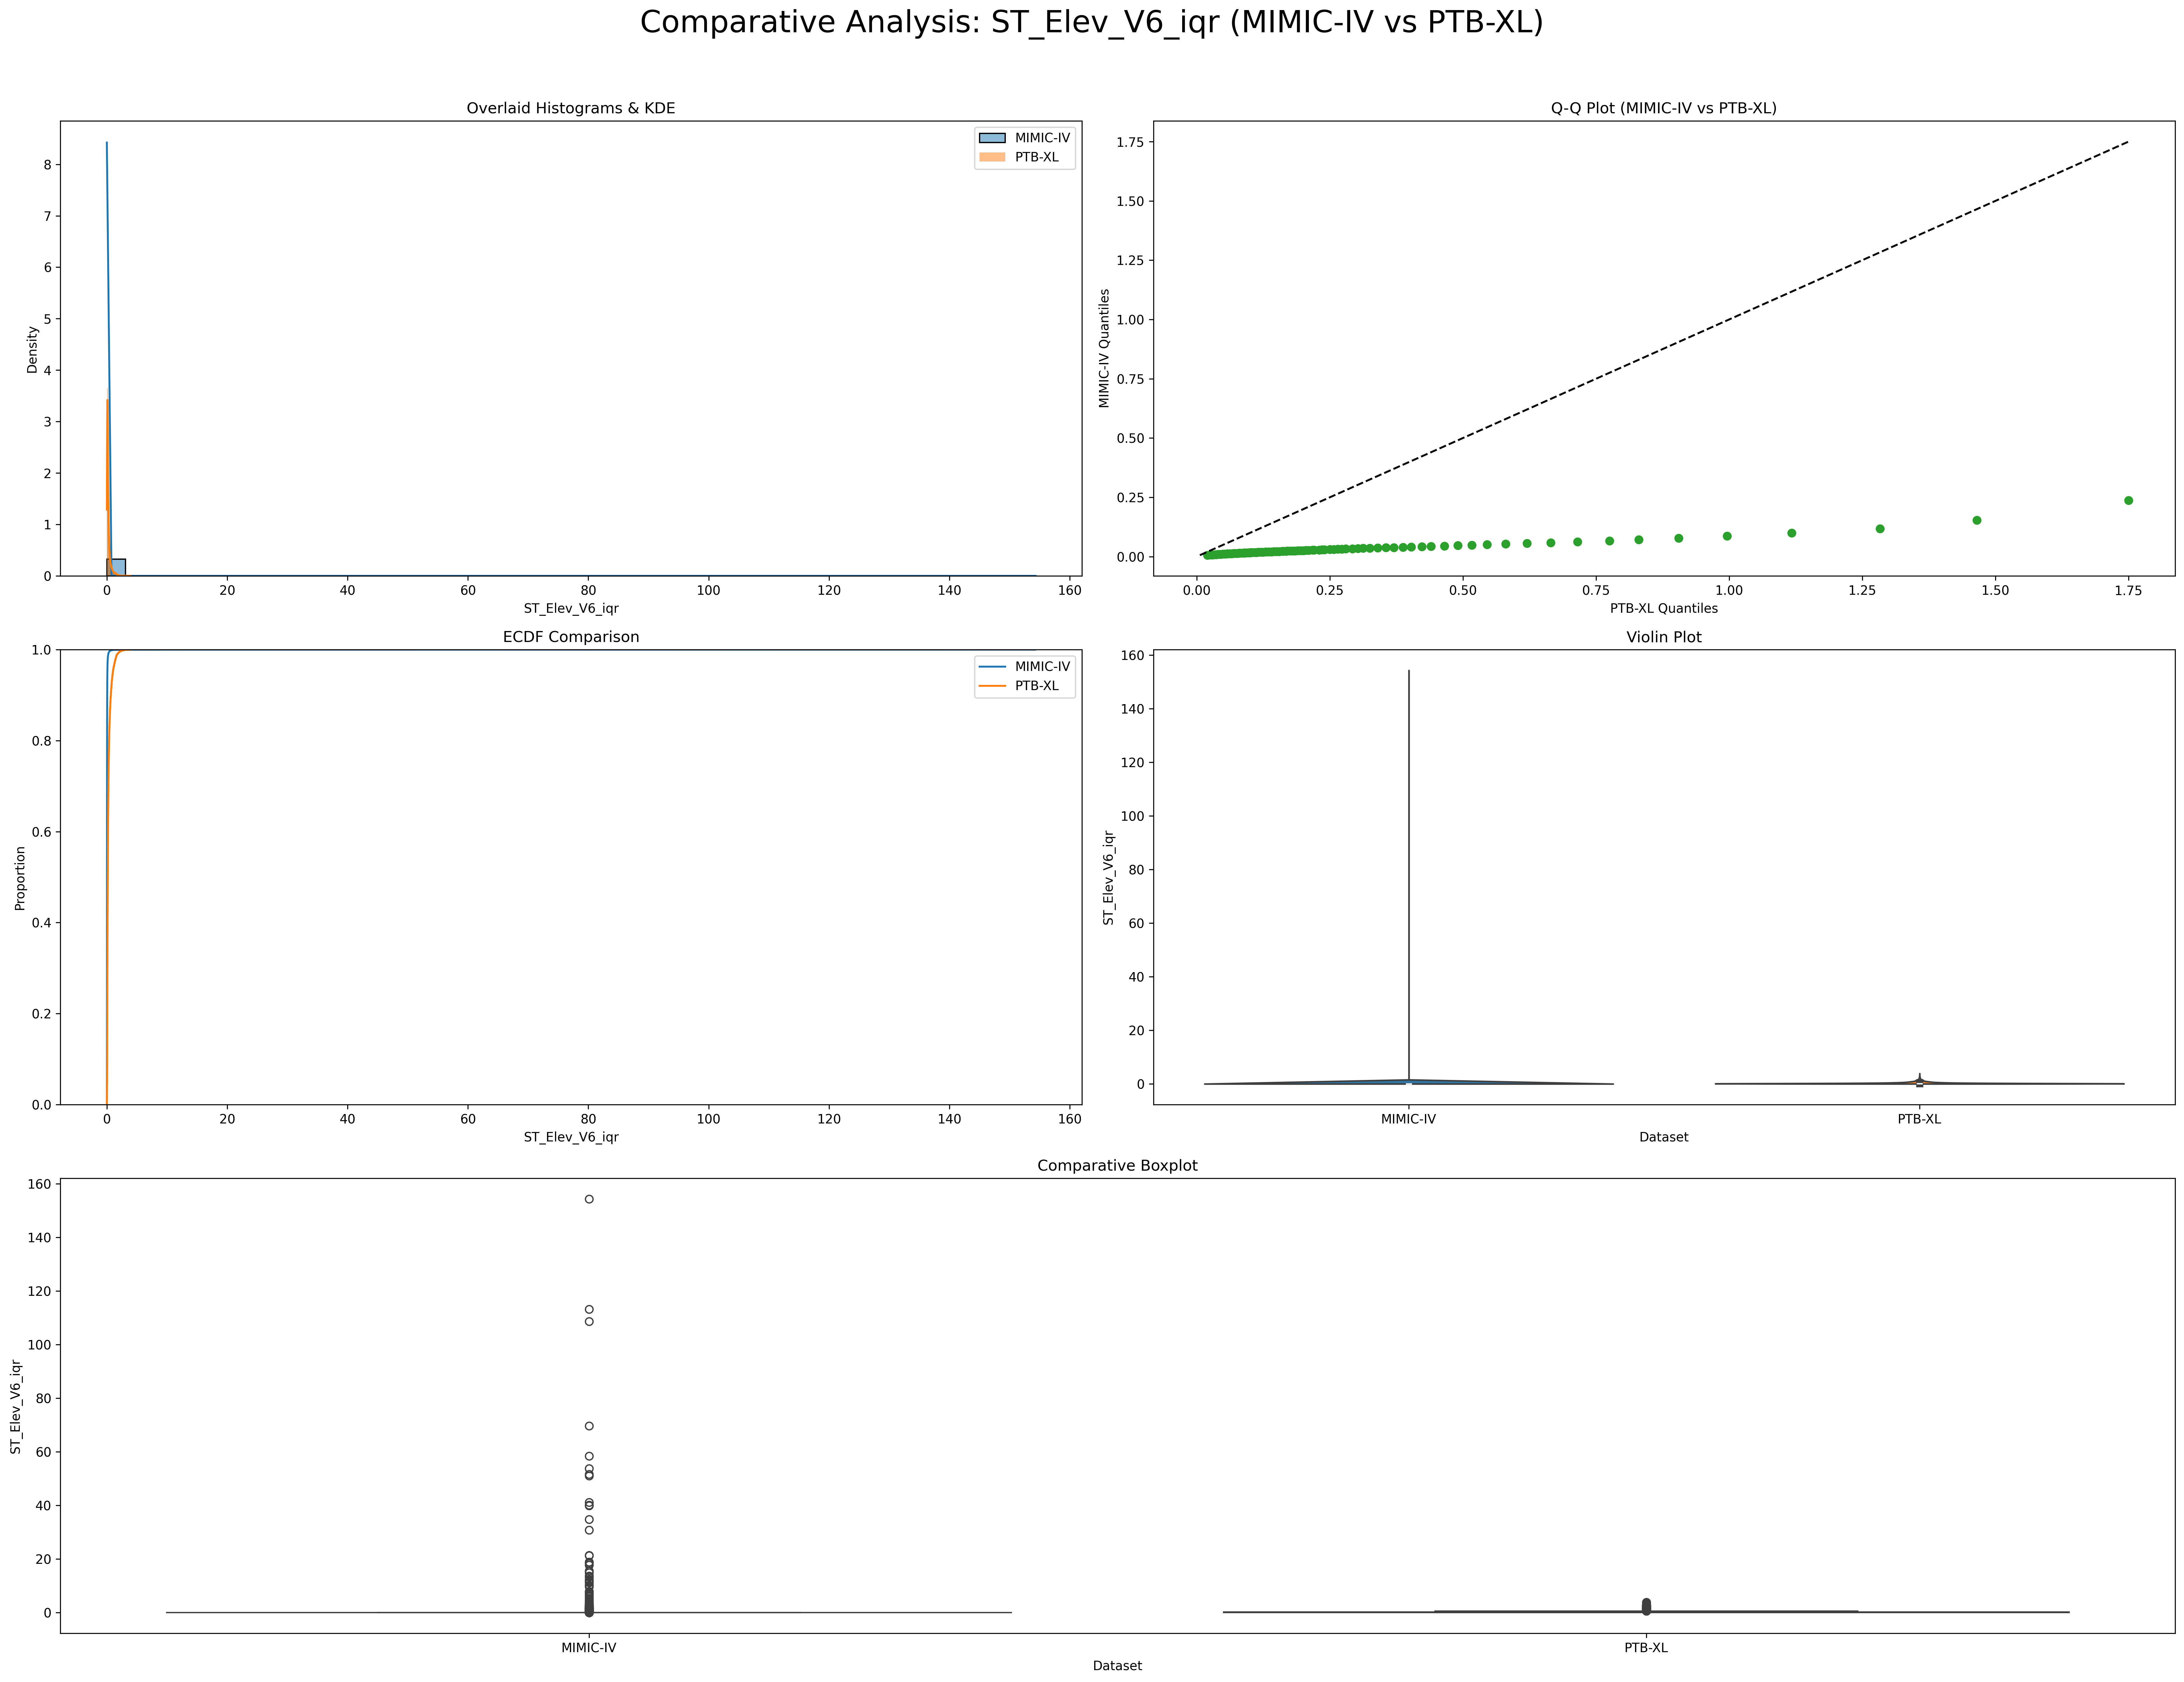 Comparative Analysis: ST_Elev_V6_iqr (MIMIC-IV vs PTB-XL)
Overlaid Histograms & KDE
MIMIC-IV
PTB-XL
8
7
6
5
4
3
2
1
0
Density
0 20 40 60 80 100 120 140 160
ST_Elev_V6_iqr
Q-Q Plot (MIMIC-IV vs PTB-XL)
1.75
1.50
1.25
1.00
0.75
0.50
0.25
0.00
MIMIC-IV Quantiles
0.00 0.25 0.50 0.75 1.00 1.25 1.50 1.75
PTB-XL Quantiles
ECDF Comparison
MIMIC-IV
PTB-XL
1.0
0.8
0.6
0.4
0.2
0.0
Proportion
0 20 40 60 80 100 120 140 160
ST_Elev_V6_iqr
Violin Plot
160
140
120
100
80
60
40
20
0
ST_Elev_V6_iqr
MIMIC-IV PTB-XL
Dataset
Comparative Boxplot
160
140
120
100
80
60
40
20
0
ST_Elev_V6_iqr
MIMIC-IV PTB-XL
Dataset